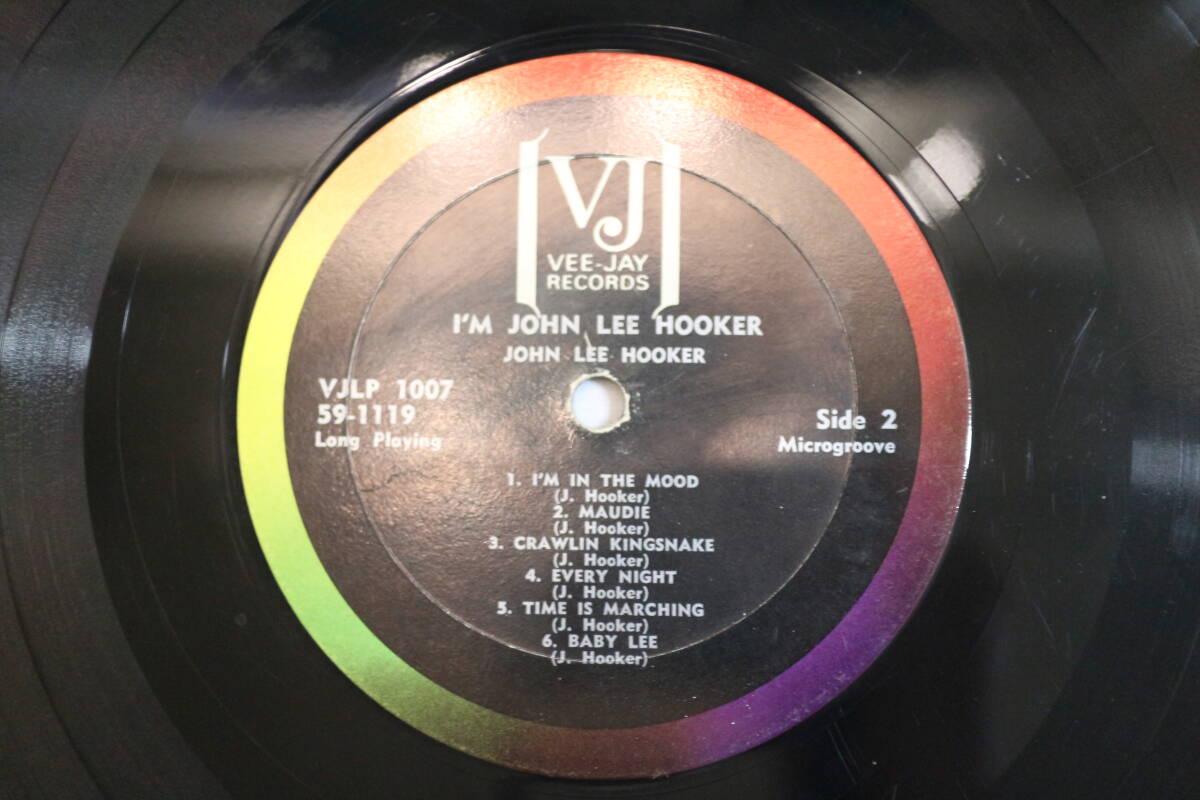 VJ
VEE-JAY
RECORDS
I'M JOHN LEE HOOKER
JOHN LEE HOOKER
VJLP 1007
59-1119
Long Playing
Side 2
Microgroove
1. I'M IN THE MOOD
(J. Hooker)
2. MAUDIE
(J. Hooker)
3. CRAWLIN KINGSNAKE
(J. Hooker)
4. EVERY NIGHT
(J. Hooker)
5. TIME IS MARCHING
(J. Hooker)
6. BABY LEE
(J. Hooker)